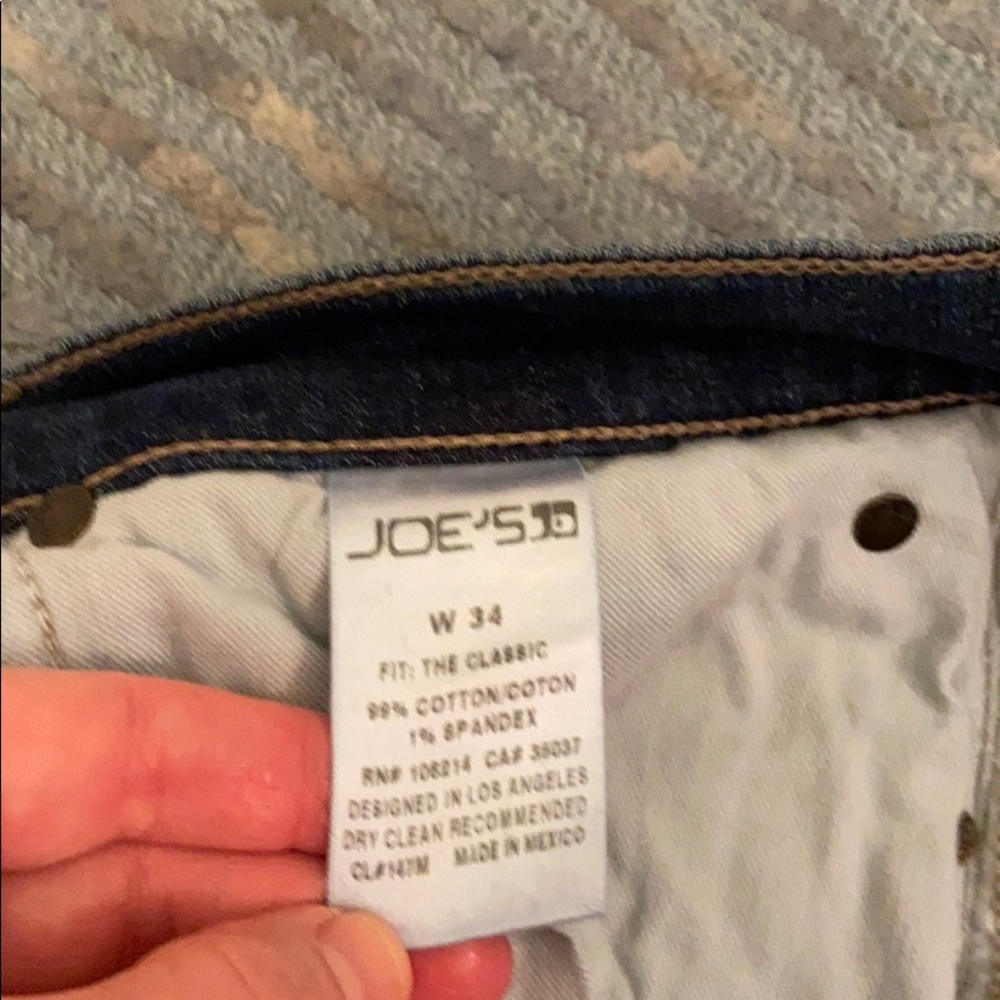 JOE'S
W 34
FIT: THE CLASSIC
99% COTTON/COTON
1% SPANDEX
RN# 106214 CA# 35037
DESIGNED IN LOS ANGELES
DRY CLEAN RECOMMENDED
CL#147M MADE IN MEXICO